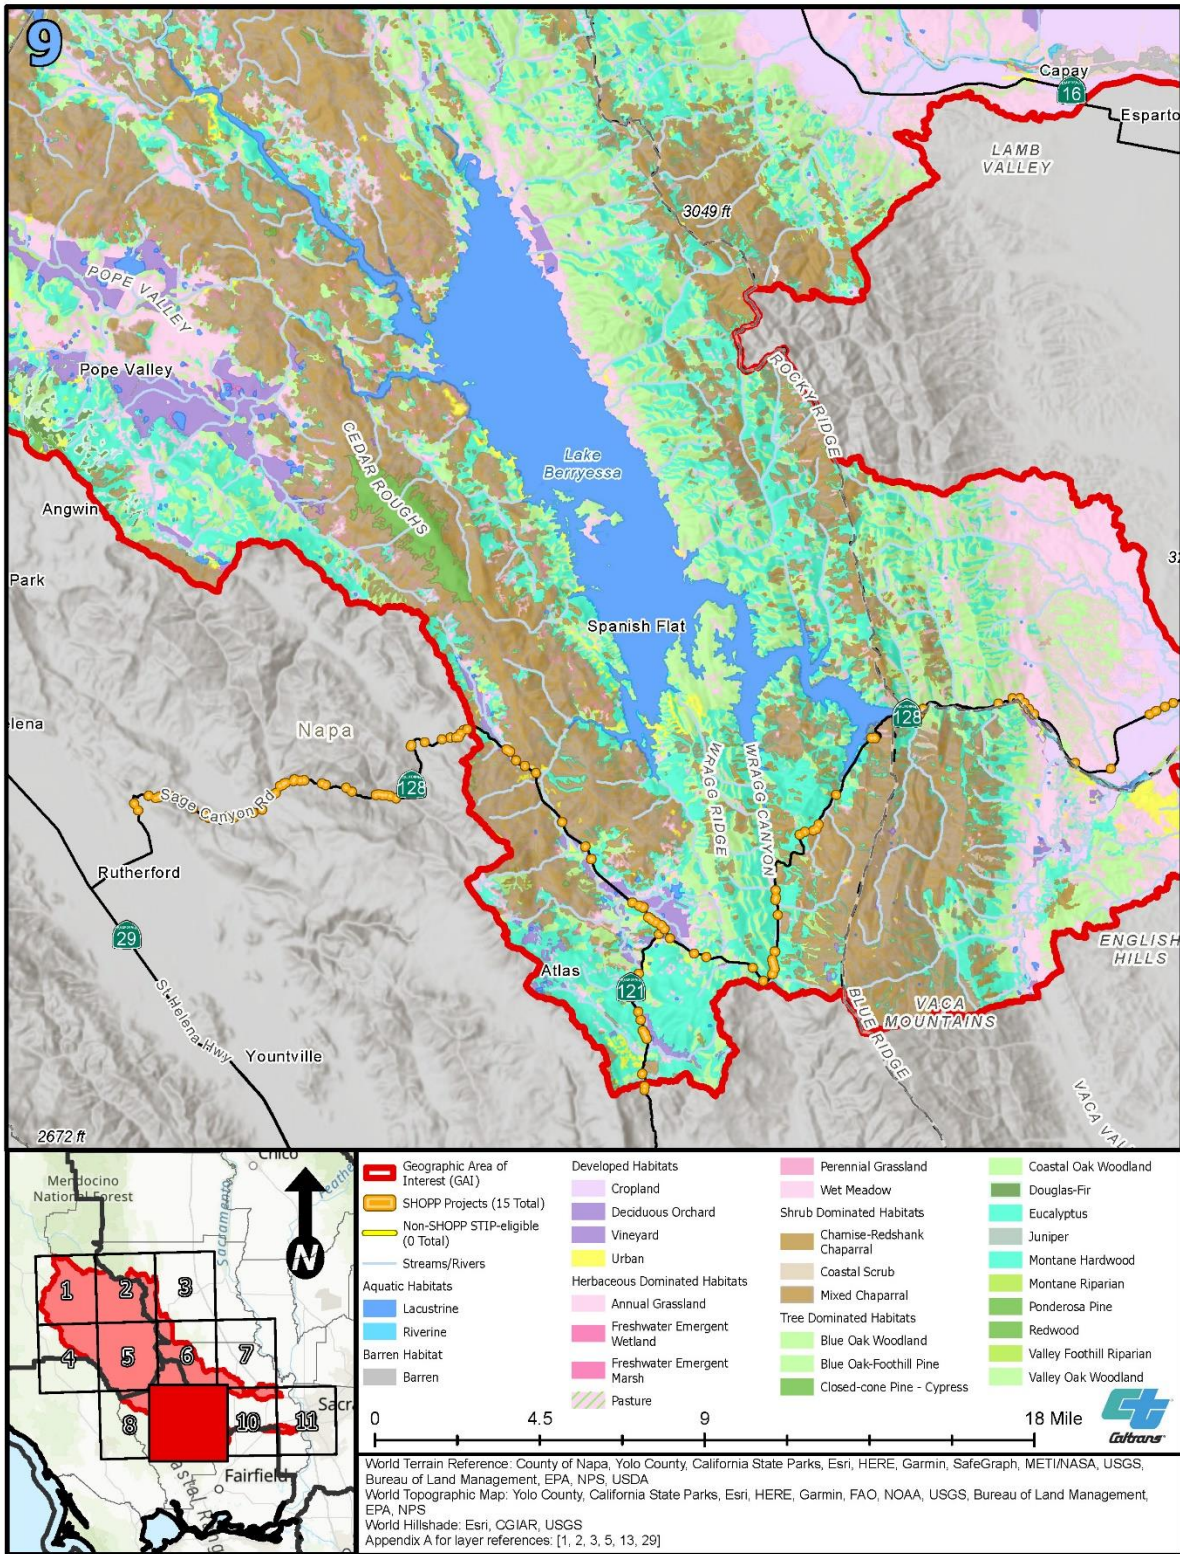 9
Capay
16
Esparto
LAMB
VALLEY
3049 ft
POPE VALLEY
Pope Valley
ROCKY RIDGE
CEDAR ROUGHS
Lake
Berryessa
Angwin
Park
32
Spanish Flat
128
elena
Napa
WRAGG RIDGE
WRAGG CANYON
128
Sage Canyon Rd
Rutherford
29
ENGLISH
HILLS
Atlas
121
BLUE RIDGE
VACA
MOUNTAINS
St Helena Hwy
Yountville
VACA VAL
2672 ft
Chico
Mendocino
National Forest
Sacramento
Feather
N
1
2
3
4
5
6
7
8
10
11
Sacr
Fairfield
astal Ran
Geographic Area of
Interest (GAI)
SHOPP Projects (15 Total)
Non-SHOPP STIP-eligible
(0 Total)
Streams/Rivers
Aquatic Habitats
Lacustrine
Riverine
Barren Habitat
Barren
Developed Habitats
Cropland
Deciduous Orchard
Vineyard
Urban
Herbaceous Dominated Habitats
Annual Grassland
Freshwater Emergent
Wetland
Freshwater Emergent
Marsh
Pasture
Perennial Grassland
Wet Meadow
Shrub Dominated Habitats
Chamise-Redshank
Chaparral
Coastal Scrub
Mixed Chaparral
Tree Dominated Habitats
Blue Oak Woodland
Blue Oak-Foothill Pine
Closed-cone Pine - Cypress
Coastal Oak Woodland
Douglas-Fir
Eucalyptus
Juniper
Montane Hardwood
Montane Riparian
Ponderosa Pine
Redwood
Valley Foothill Riparian
Valley Oak Woodland
0 4.5 9 18 Mile
Caltrans
World Terrain Reference: County of Napa, Yolo County, California State Parks, Esri, HERE, Garmin, SafeGraph, METI/NASA, USGS,
Bureau of Land Management, EPA, NPS, USDA
World Topographic Map: Yolo County, California State Parks, Esri, HERE, Garmin, FAO, NOAA, USGS, Bureau of Land Management,
EPA, NPS
World Hillshade: Esri, CGIAR, USGS
Appendix A for layer references: [1, 2, 3, 5, 13, 29]